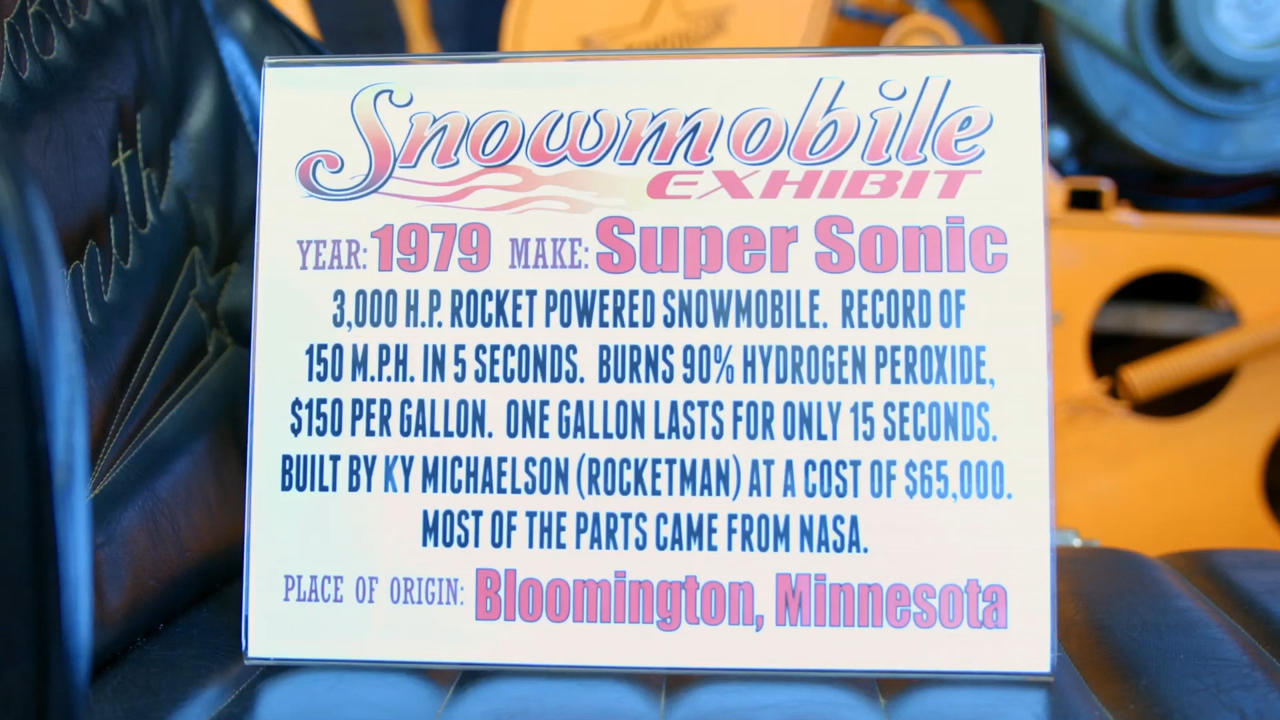 Snowmobile
EXHIBIT
YEAR: 1979 MAKE: Super Sonic
3,000 H.P. ROCKET POWERED SNOWMOBILE. RECORD OF
150 M.P.H. IN 5 SECONDS. BURNS 90% HYDROGEN PEROXIDE,
$150 PER GALLON. ONE GALLON LASTS FOR ONLY 15 SECONDS.
BUILT BY KY MICHAELSON (ROCKETMAN) AT A COST OF $65,000.
MOST OF THE PARTS CAME FROM NASA.
PLACE OF ORIGIN: Bloomington, Minnesota